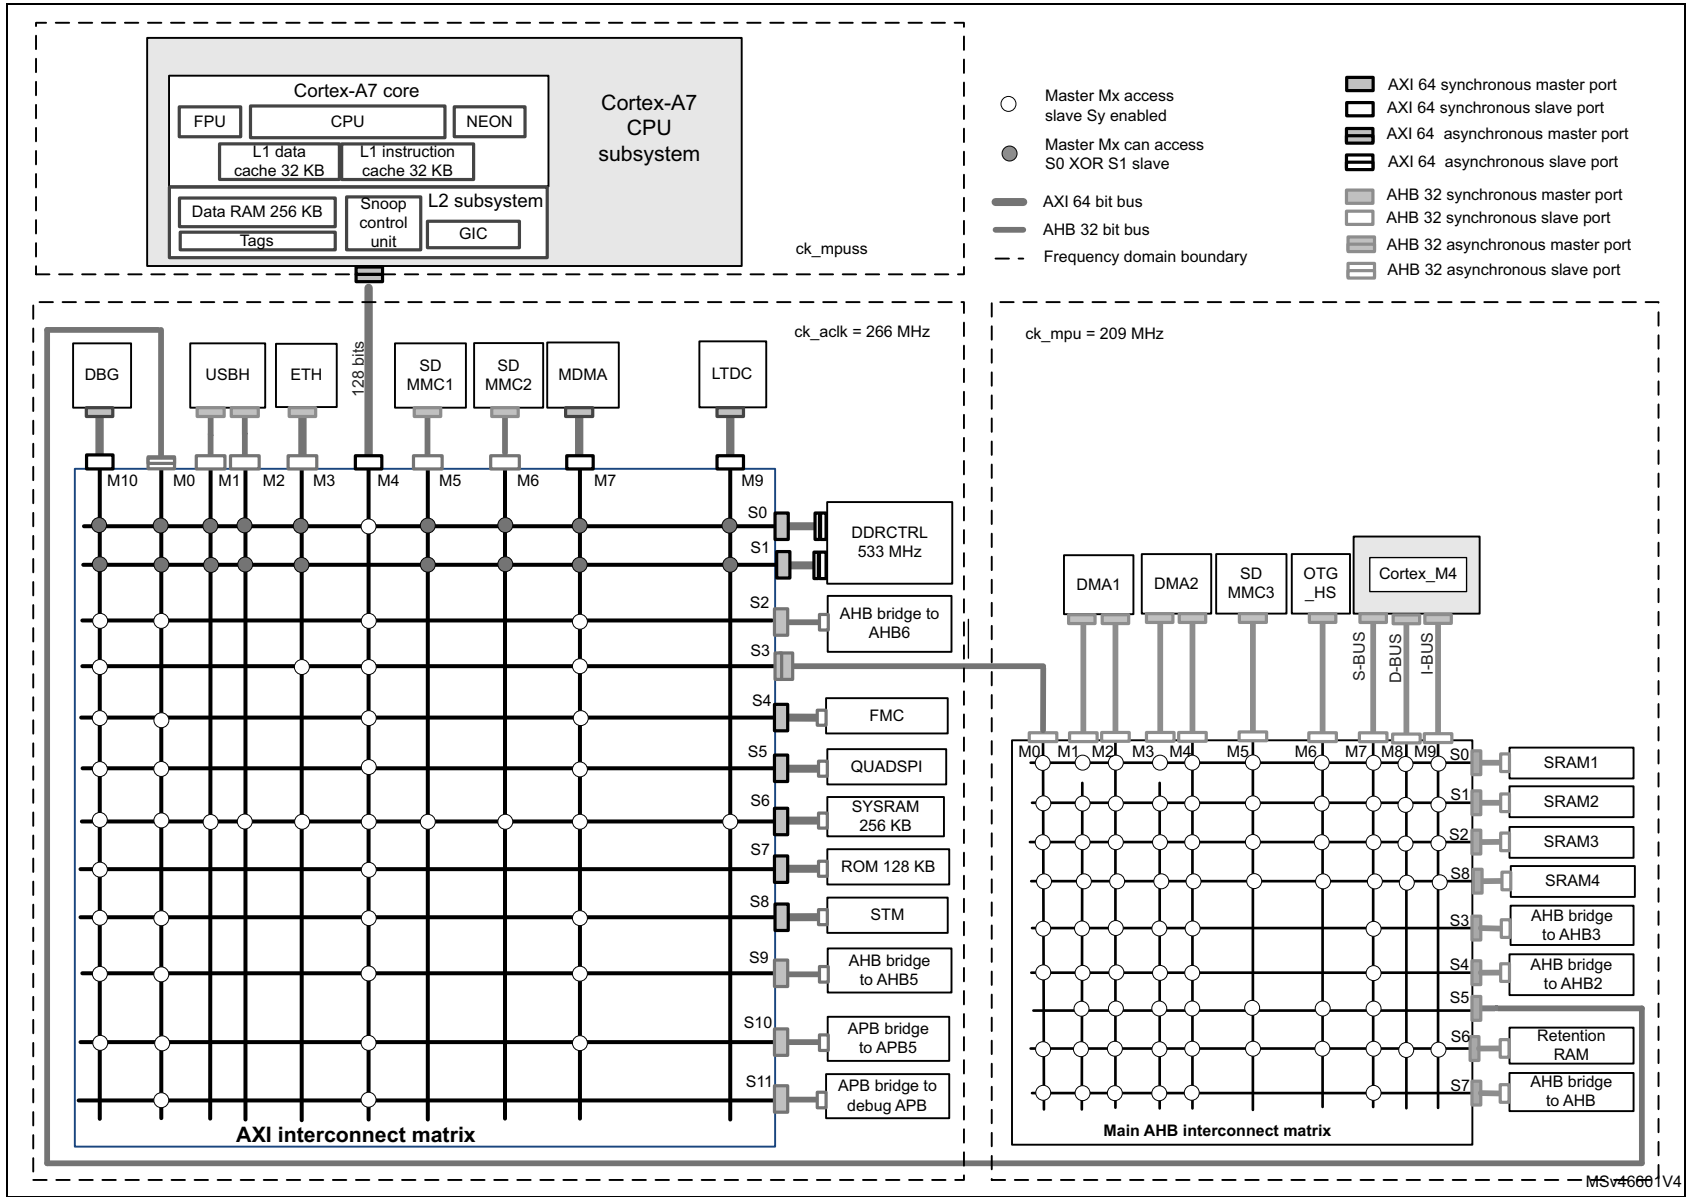 Cortex-A7 core
FPU
CPU
NEON
L1 data
cache 32 KB
L1 instruction
cache 32 KB
Data RAM 256 KB
Tags
Snoop
control
unit
L2 subsystem
GIC
Cortex-A7
CPU
subsystem
ck_mpuss
Master Mx access
slave Sy enabled
Master Mx can access
S0 XOR S1 slave
AXI 64 bit bus
AHB 32 bit bus
Frequency domain boundary
AXI 64 synchronous master port
AXI 64 synchronous slave port
AXI 64 asynchronous master port
AXI 64 asynchronous slave port
AHB 32 synchronous master port
AHB 32 synchronous slave port
AHB 32 asynchronous master port
AHB 32 asynchronous slave port
ck_aclk = 266 MHz
128 bits
DBG
USBH
ETH
SD
MMC1
SD
MMC2
MDMA
LTDC
M10
M0
M1
M2
M3
M4
M5
M6
M7
M9
S0
S1
DDRCTRL
533 MHz
S2
AHB bridge to
AHB6
S3
S4
FMC
S5
QUADSPI
S6
SYSRAM
256 KB
S7
ROM 128 KB
S8
STM
S9
AHB bridge
to AHB5
S10
APB bridge
to APB5
S11
APB bridge to
debug APB
AXI interconnect matrix
ck_mpu = 209 MHz
DMA1
DMA2
SD
MMC3
OTG
_HS
Cortex_M4
S-BUS
D-BUS
I-BUS
M0
M1
M2
M3
M4
M5
M6
M7
M8
M9
S0
SRAM1
S1
SRAM2
S2
SRAM3
S8
SRAM4
S3
AHB bridge
to AHB3
S4
AHB bridge
to AHB2
S5
S6
Retention
RAM
S7
AHB bridge
to AHB
Main AHB interconnect matrix
MSv46601V4